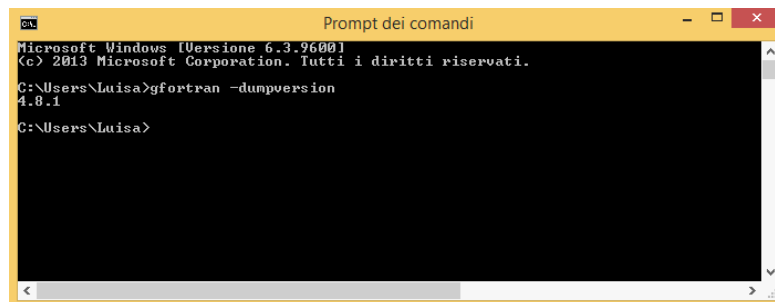 Prompt dei comandi
Microsoft Windows [Versione 6.3.9600]
(c) 2013 Microsoft Corporation. Tutti i diritti riservati.
C:\Users\Luisa>gfortran -dumpversion
4.8.1
C:\Users\Luisa>